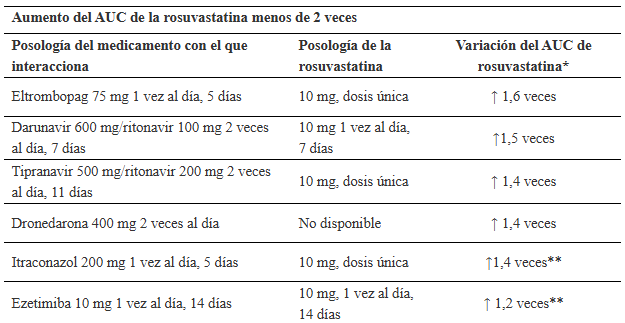 Aumento del AUC de la rosuvastatina menos de 2 veces
Posología del medicamento con el que interacciona
Posología de la rosuvastatina
Variación del AUC de rosuvastatina*
Eltrombopag 75 mg 1 vez al día, 5 días
10 mg, dosis única
↑ 1,6 veces
Darunavir 600 mg/ritonavir 100 mg 2 veces al día, 7 días
10 mg 1 vez al día, 7 días
↑1,5 veces
Tipranavir 500 mg/ritonavir 200 mg 2 veces al día, 11 días
10 mg, dosis única
↑ 1,4 veces
Dronedarona 400 mg 2 veces al día
No disponible
↑ 1,4 veces
Itraconazol 200 mg 1 vez al día, 5 días
10 mg, dosis única
↑1,4 veces**
Ezetimiba 10 mg 1 vez al día, 14 días
10 mg, 1 vez al día, 14 días
↑ 1,2 veces**